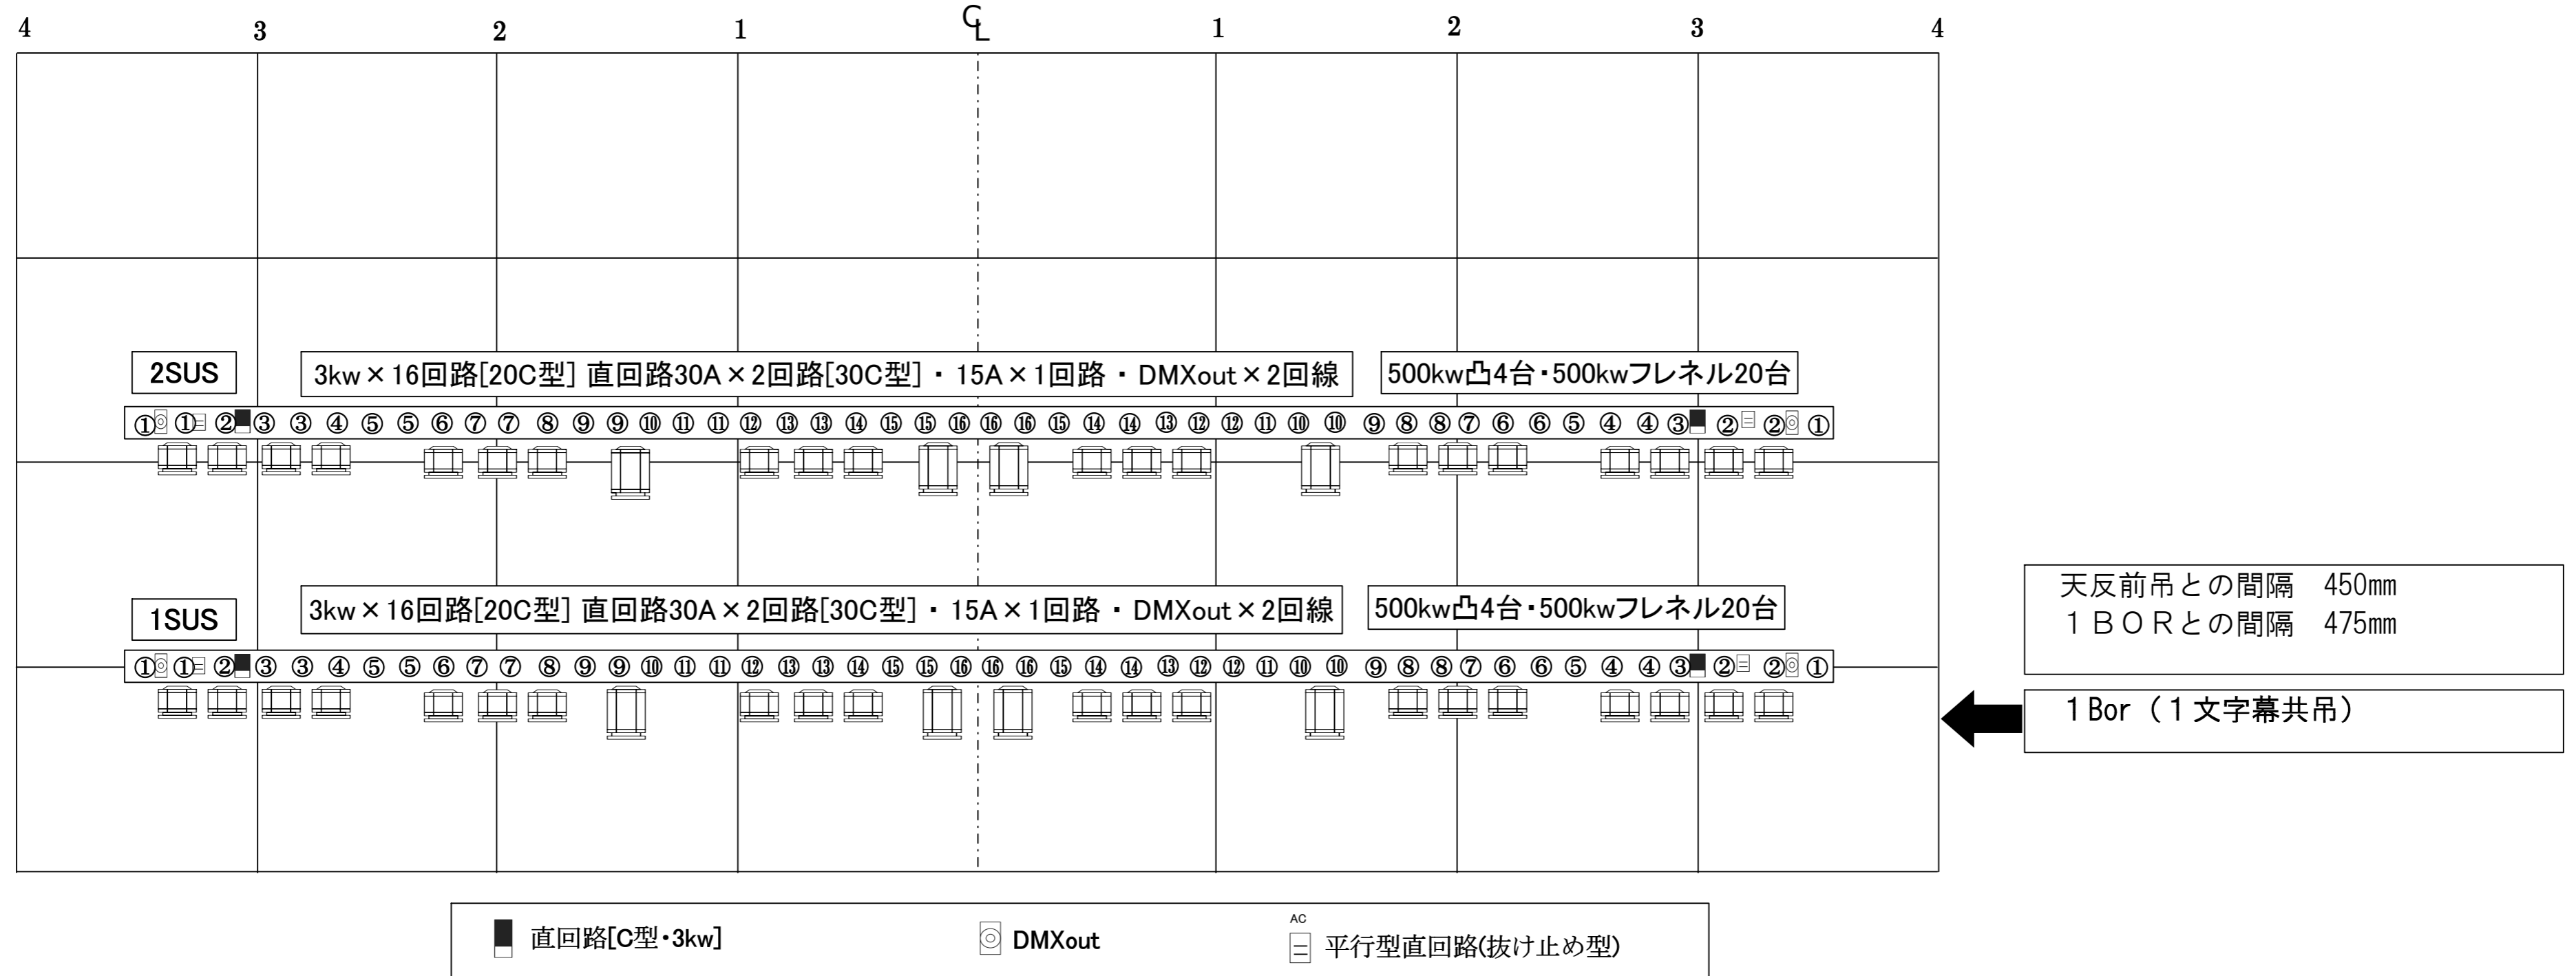 4 3 2 1 CL 1 2 3 4
2SUS
3kw×16回路[20C型] 直回路30A×2回路[30C型]・15A×1回路・DMXout×2回線
500kw凸4台・500kwフレネル20台
①①②③③④⑤⑤⑥⑦⑦⑧⑨⑨⑩⑪⑪⑫⑬⑬⑭⑮⑮⑯⑯⑯⑮⑭⑭⑬⑫⑫⑪⑩⑩⑨⑧⑧⑦⑥⑥⑤④④③②②①
1SUS
3kw×16回路[20C型] 直回路30A×2回路[30C型]・15A×1回路・DMXout×2回線
500kw凸4台・500kwフレネル20台
①①②③③④⑤⑤⑥⑦⑦⑧⑨⑨⑩⑪⑪⑫⑬⑬⑭⑮⑮⑯⑯⑯⑮⑭⑭⑬⑫⑫⑪⑩⑩⑨⑧⑧⑦⑥⑥⑤④④③②②①
天反前吊との間隔 450mm
1BORとの間隔 475mm
1Bor(1文字幕共吊)
直回路[C型・3kw]
DMXout
AC
平行型直回路(抜け止め型)